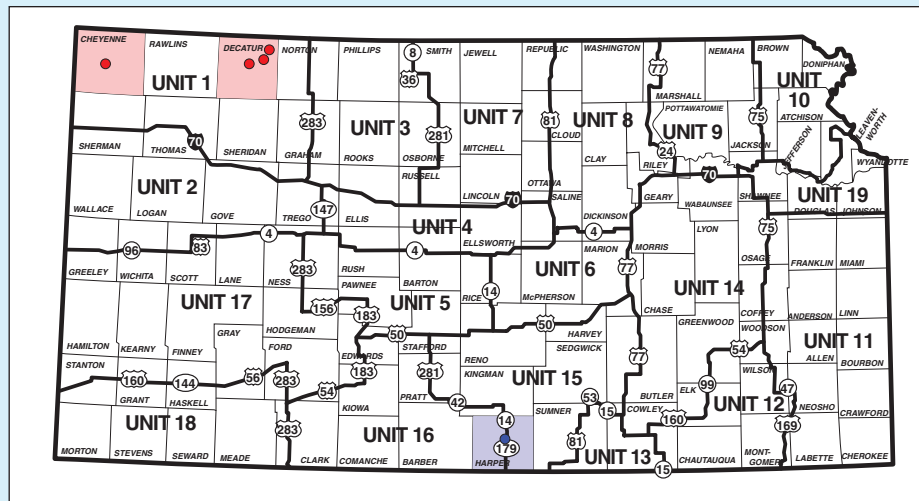 CHEYENNE RAWLINS DECATUR NORTON PHILLIPS 8 SMITH JEWELL REPUBLIC WASHINGTON 77 NEMAHA BROWN DONIPHAN
UNIT 1 36 MARSHALL UNIT 10
283 UNIT 3 281 UNIT 7 81 UNIT 8 POTTAWATOMIE UNIT 9 75 ATCHISON
SHERMAN THOMAS 70 SHERIDAN GRAHAM ROOKS OSBORNE MITCHELL CLOUD CLAY 24 RILEY JACKSON JEFFERSON LEAVEN-
WORTH
WYANDOTTE
UNIT 2 RUSSELL LINCOLN 70 OTTAWA SALINE DICKINSON GEARY 70 WABAUNSEE SHAWNEE UNIT 19
WALLACE LOGAN GOVE TREGO 147 ELLIS UNIT 4 ELLSWORTH 4 MORRIS LYON DOUGLAS JOHNSON
96 83 4 4 MARION 75
GREELEY WICHITA SCOTT LANE NESS 283 RUSH BARTON RICE 14 UNIT 6 McPHERSON 77 UNIT 14 OSAGE FRANKLIN MIAMI
UNIT 17 156 PAWNEE 183 UNIT 5 CHASE
HAMILTON KEARNY FINNEY GRAY HODGEMAN 50 STAFFORD 50 HARVEY GREENWOOD COFFEY ANDERSON LINN
STANTON FORD EDWARDS 183 281 RENO SEDGWICK 77 54 WOODSON UNIT 11
160 144 56 283 54 KINGMAN UNIT 15 ALLEN BOURBON
GRANT HASKELL KIOWA PRATT 42 53 BUTLER ELK 99 WILSON 47 NEOSHO
UNIT 18 283 14 SUMNER 15 COWLEY 160 UNIT 12 CRAWFORD
MORTON STEVENS SEWARD MEADE CLARK COMANCHE UNIT 16 BARBER HARPER 179 81 UNIT 13 15 CHAUTAUQUA MONT-
GOMERY 169 LABETTE CHEROKEE